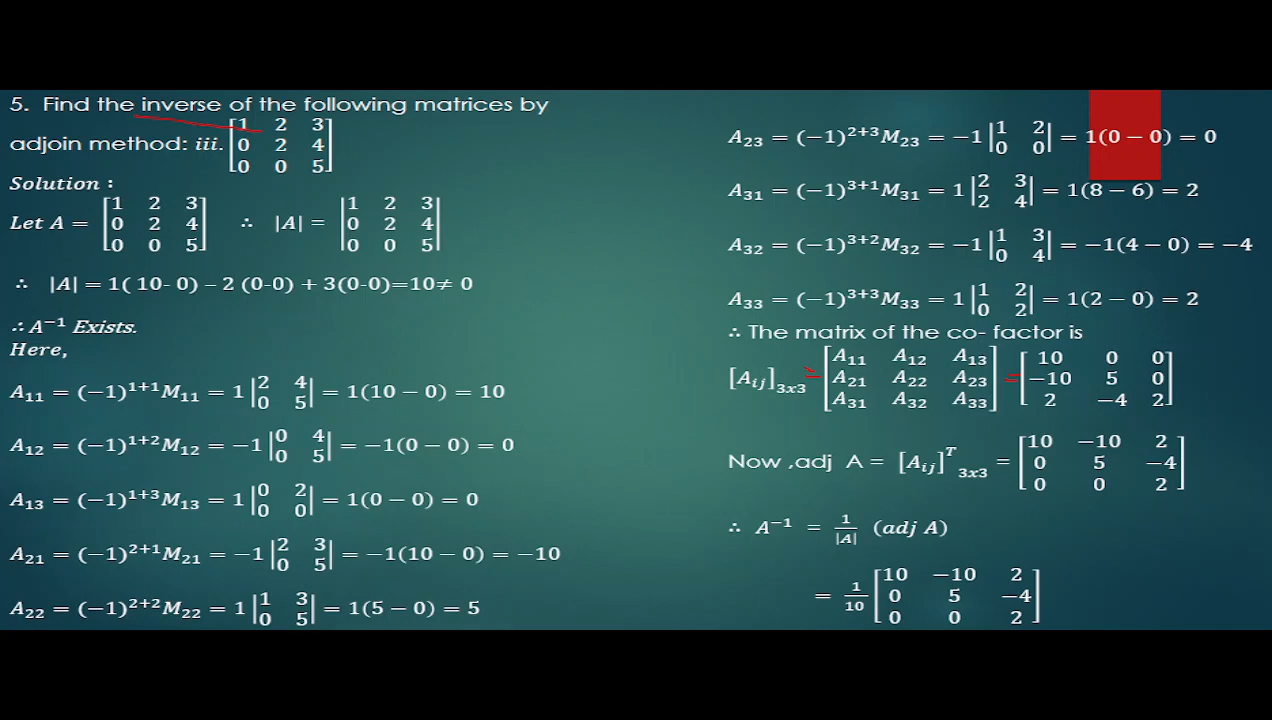 5. Find the inverse of the following matrices by
adjoin method: iii. [1 2 3; 0 2 4; 0 0 5]
Solution :
Let A = [1 2 3; 0 2 4; 0 0 5] ∴ |A| = |1 2 3; 0 2 4; 0 0 5|
∴ |A| = 1( 10- 0) – 2 (0-0) + 3(0-0)=10≠ 0
∴ A⁻¹ Exists.
Here,
A₁₁ = (−1)¹⁺¹M₁₁ = 1 |2 4; 0 5| = 1(10 − 0) = 10
A₁₂ = (−1)¹⁺²M₁₂ = −1 |0 4; 0 5| = −1(0 − 0) = 0
A₁₃ = (−1)¹⁺³M₁₃ = 1 |0 2; 0 0| = 1(0 − 0) = 0
A₂₁ = (−1)²⁺¹M₂₁ = −1 |2 3; 0 5| = −1(10 − 0) = −10
A₂₂ = (−1)²⁺²M₂₂ = 1 |1 3; 0 5| = 1(5 − 0) = 5
A₂₃ = (−1)²⁺³M₂₃ = −1 |1 2; 0 0| = 1(0 − 0) = 0
A₃₁ = (−1)³⁺¹M₃₁ = 1 |2 3; 2 4| = 1(8 − 6) = 2
A₃₂ = (−1)³⁺²M₃₂ = −1 |1 3; 0 4| = −1(4 − 0) = −4
A₃₃ = (−1)³⁺³M₃₃ = 1 |1 2; 0 2| = 1(2 − 0) = 2
∴ The matrix of the co- factor is
[Aᵢⱼ]₃ₓ₃ = [A₁₁ A₁₂ A₁₃; A₂₁ A₂₂ A₂₃; A₃₁ A₃₂ A₃₃] = [10 0 0; −10 5 0; 2 −4 2]
Now ,adj A = [Aᵢⱼ]ᵀ₃ₓ₃ = [10 −10 2; 0 5 −4; 0 0 2]
∴ A⁻¹ = 1/|A| (adj A)
= 1/10 [10 −10 2; 0 5 −4; 0 0 2]